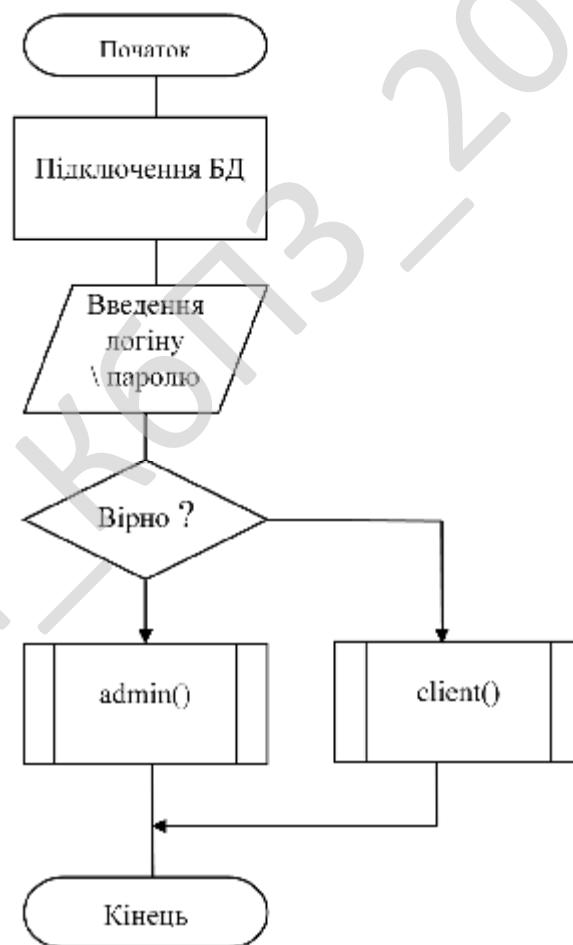 Початок
Підключення БД
Введення
логіну
\ паролю
Вірно ?
admin()
client()
Кінець